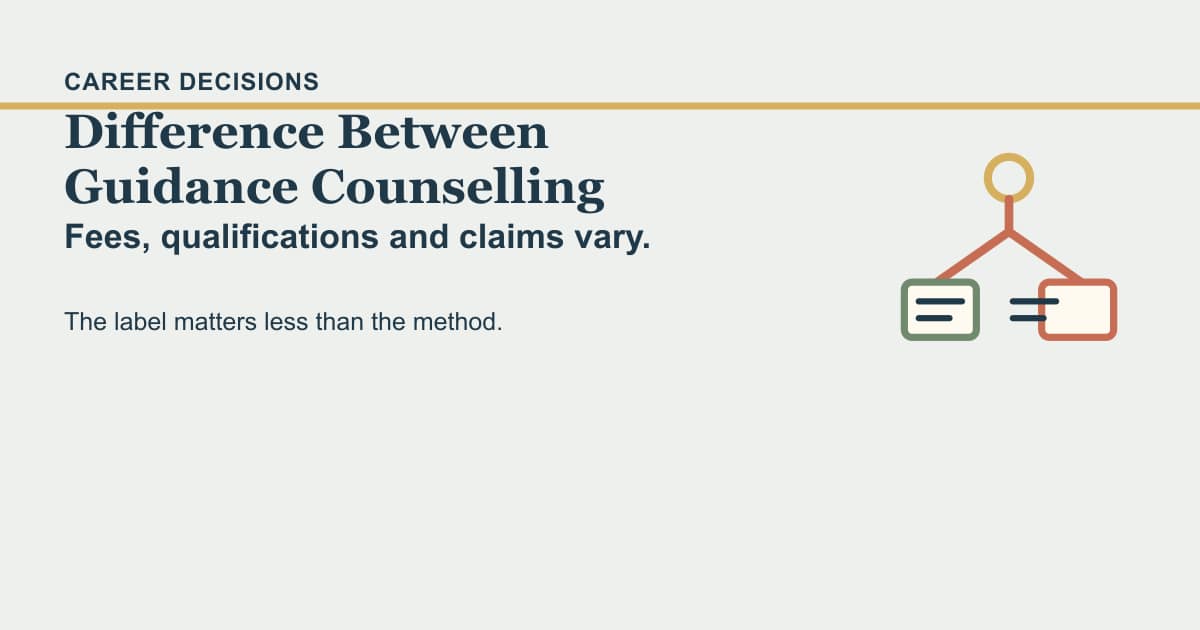 CAREER DECISIONS
Difference Between
Guidance Counselling
Fees, qualifications and claims vary.
The label matters less than the method.